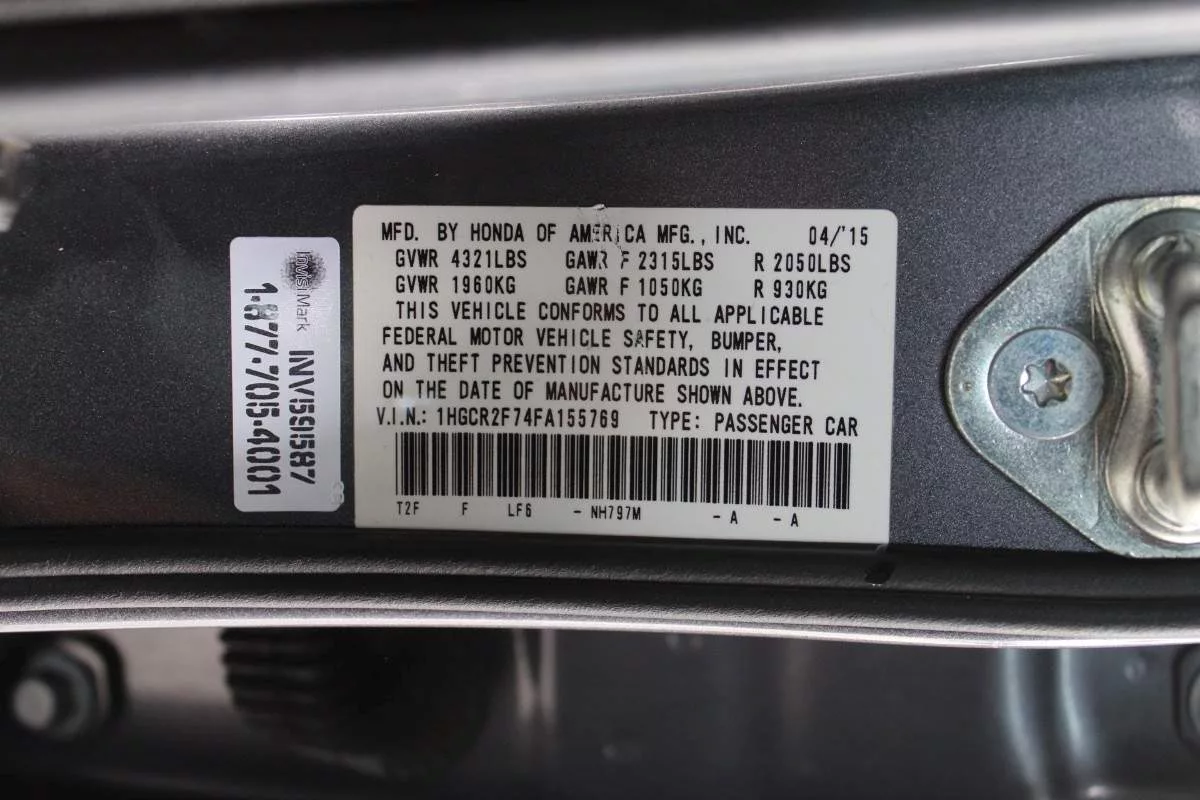 MFD. BY HONDA OF AMERICA MFG., INC. 04/'15
GVWR 4321LBS GAWR F 2315LBS R 2050LBS
GVWR 1960KG GAWR F 1050KG R 930KG
THIS VEHICLE CONFORMS TO ALL APPLICABLE
FEDERAL MOTOR VEHICLE SAFETY, BUMPER,
AND THEFT PREVENTION STANDARDS IN EFFECT
ON THE DATE OF MANUFACTURE SHOWN ABOVE.
V.I.N.: 1HGCR2F74FA155769 TYPE: PASSENGER CAR
T2F F LF6 - NH797M - A - A
InVisiMark
INV591587
1-877-705-4001